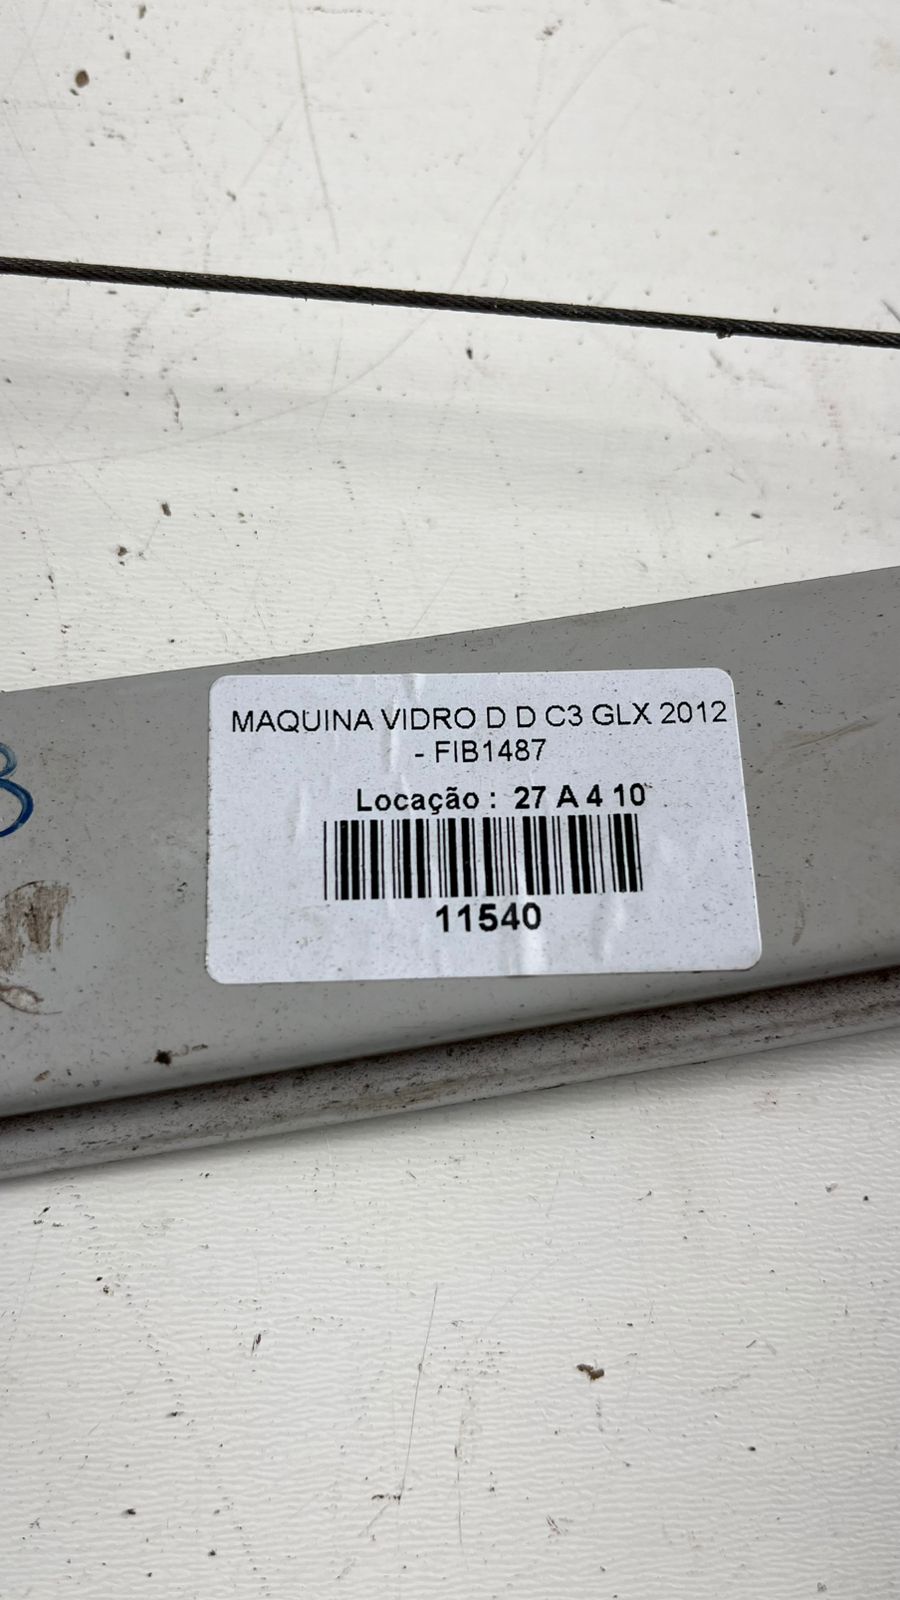 MAQUINA VIDRO D D C3 GLX 2012
- FIB1487
Locação : 27 A 4 10
11540